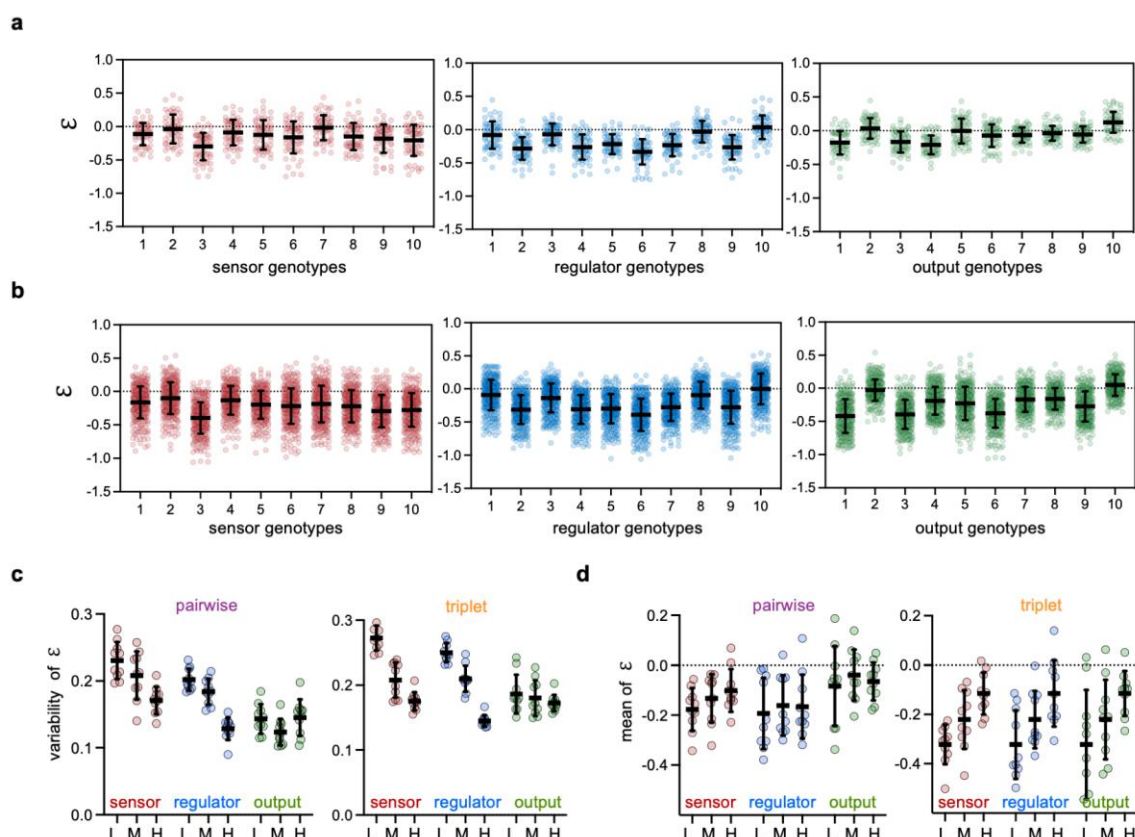 a
1.0
0.5
0.0
-0.5
-1.0
-1.5
ε
1 2 3 4 5 6 7 8 9 10
sensor genotypes
1.0
0.5
0.0
-0.5
-1.0
-1.5
1 2 3 4 5 6 7 8 9 10
regulator genotypes
1.0
0.5
0.0
-0.5
-1.0
-1.5
1 2 3 4 5 6 7 8 9 10
output genotypes
b
1.0
0.5
0.0
-0.5
-1.0
-1.5
ε
1 2 3 4 5 6 7 8 9 10
sensor genotypes
1.0
0.5
0.0
-0.5
-1.0
-1.5
1 2 3 4 5 6 7 8 9 10
regulator genotypes
1.0
0.5
0.0
-0.5
-1.0
-1.5
1 2 3 4 5 6 7 8 9 10
output genotypes
c
variability of ε
pairwise
0.3
0.2
0.1
0.0
sensor regulator output
L M H L M H L M H
triplet
0.3
0.2
0.1
0.0
sensor regulator output
L M H L M H L M H
d
mean of ε
pairwise
0.2
0.0
-0.2
-0.4
sensor regulator output
L M H L M H L M H
triplet
0.2
0.0
-0.2
-0.4
sensor regulator output
L M H L M H L M H